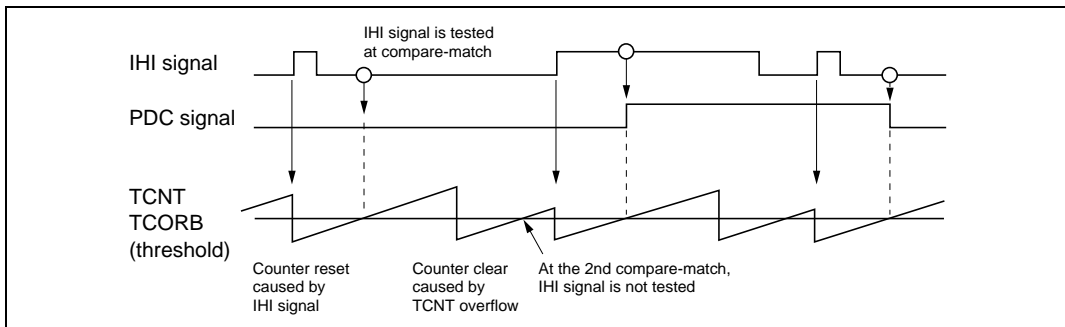 IHI signal is tested
at compare-match
IHI signal
PDC signal
TCNT
TCORB
(threshold)
Counter reset
caused by
IHI signal
Counter clear
caused by
TCNT overflow
At the 2nd compare-match,
IHI signal is not tested